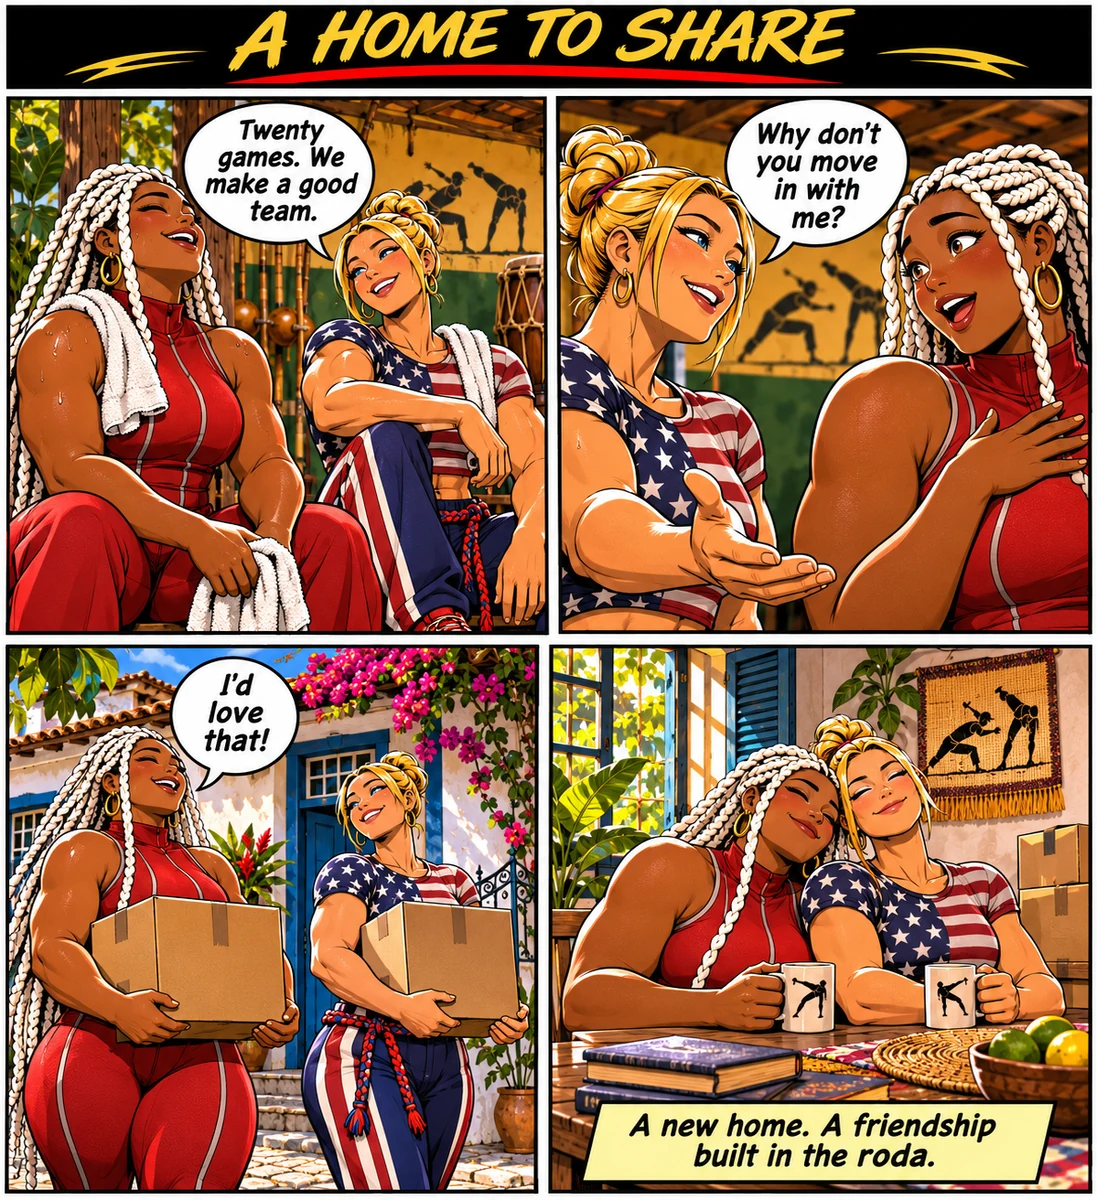 A HOME TO SHARE
Twenty
games. We
make a good
team.
Why don't
you move
in with
me?
I'd
love
that!
A new home. A friendship
built in the roda.